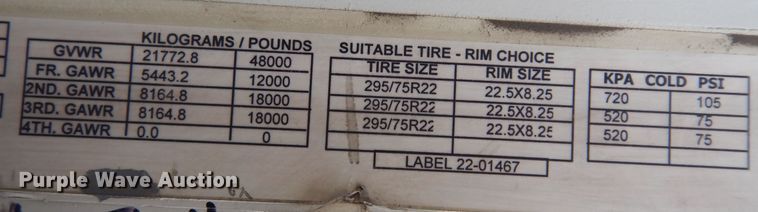 KILOGRAMS / POUNDS
GVWR 21772.8 48000
FR. GAWR 5443.2 12000
2ND. GAWR 8164.8 18000
3RD. GAWR 8164.8 18000
4TH. GAWR 0.0 0
SUITABLE TIRE - RIM CHOICE
TIRE SIZE RIM SIZE
295/75R22 22.5X8.25
295/75R22 22.5X8.25
295/75R22 22.5X8.25
KPA COLD PSI
720 105
520 75
520 75
LABEL 22-01467
Purple Wave Auction